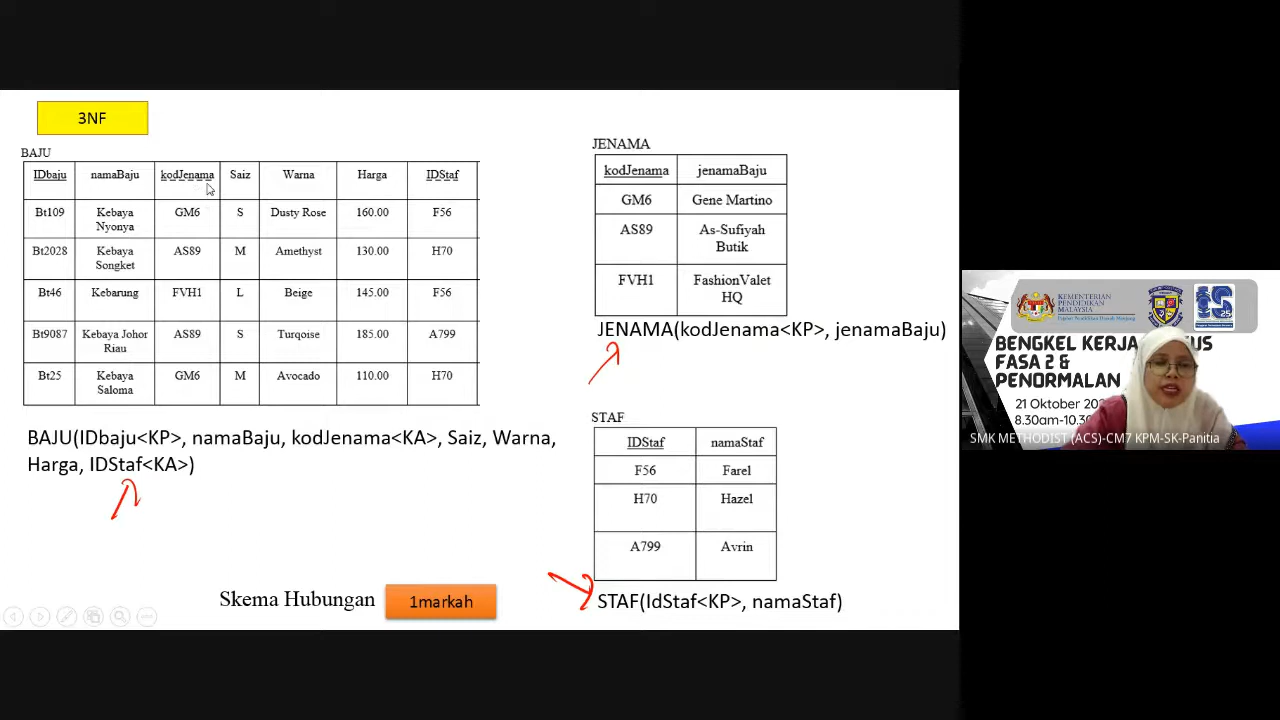 3NF
BAJU
IDbaju namaBaju kodJenama Saiz Warna Harga IDStaf
Bt109 Kebaya Nyonya GM6 S Dusty Rose 160.00 F56
Bt2028 Kebaya Songket AS89 M Amethyst 130.00 H70
Bt46 Kebarung FVH1 L Beige 145.00 F56
Bt9087 Kebaya Johor Riau AS89 S Turqoise 185.00 A799
Bt25 Kebaya Saloma GM6 M Avocado 110.00 H70
BAJU(IDbaju<KP>, namaBaju, kodJenama<KA>, Saiz, Warna,
Harga, IDStaf<KA>)
Skema Hubungan
1markah
JENAMA
kodJenama jenamaBaju
GM6 Gene Martino
AS89 As-Sufiyah Butik
FVH1 FashionValet HQ
JENAMA(kodJenama<KP>, jenamaBaju)
STAF
IDStaf namaStaf
F56 Farel
H70 Hazel
A799 Avrin
STAF(IdStaf<KP>, namaStaf)
KEMENTERIAN
PENDIDIKAN
MALAYSIA
25
BENGKEL KERJA
FASA 2 &
PENORMALAN
21 Oktober
8.30am-10.30
SMK METHODIST (ACS)-CM7 KPM-SK-Panitia